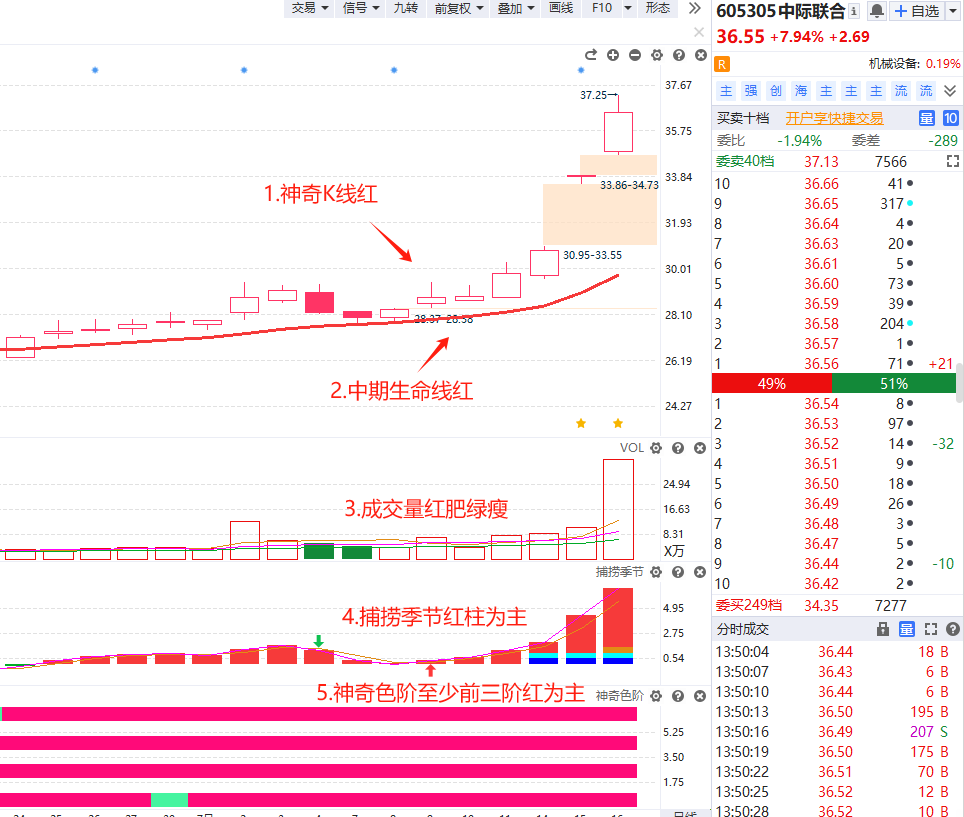 交易 信号 九转 前复权 叠加 画线 F10 形态
37.25
37.67
35.75
33.84
31.93
30.01
28.10
26.19
24.27
1.神奇K线红
33.86-34.73
30.95-33.55
2.中期生命线红
VOL
24.94
16.63
8.31
X万
3.成交量红肥绿瘦
捕捞季节
4.95
2.75
0.54
4.捕捞季节红柱为主
5.神奇色阶至少前三阶红为主
神奇色阶
5.25
3.50
1.75
605305中际联合 自选
36.55 +7.94% +2.69
R 机械设备: 0.19%
主 强 创 海 主 主 主 流 流
买卖十档 开户享快捷交易 量 10
委比 -1.94% 委差 -289
委卖40档 37.13 7566
10 36.66 41
9 36.65 317
8 36.64 4
7 36.63 20
6 36.61 5
5 36.60 73
4 36.59 39
3 36.58 204
2 36.57 1
1 36.56 71 +21
49% 51%
1 36.54 8
2 36.53 97
3 36.52 14 -32
4 36.51 9
5 36.50 18
6 36.49 26
7 36.48 3
8 36.47 5
9 36.44 2 -10
10 36.42 2
委买249档 34.35 7277
分时成交 量
13:50:04 36.44 18 B
13:50:07 36.43 6 B
13:50:10 36.44 6 B
13:50:13 36.50 195 B
13:50:16 36.49 207 S
13:50:19 36.50 175 B
13:50:22 36.51 70 B
13:50:25 36.52 12 B
13:50:28 36.52 10 B